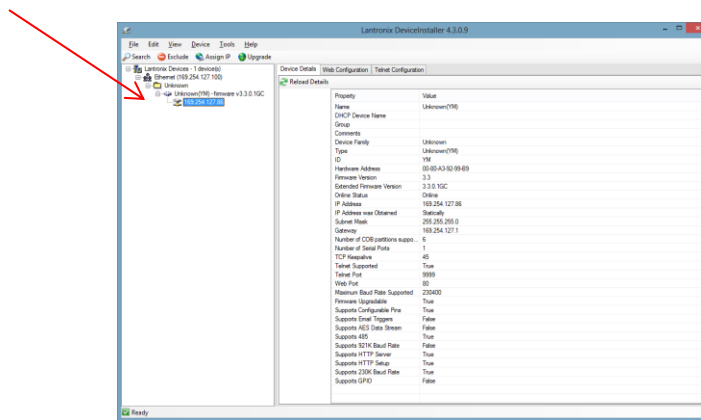 Lantronix DeviceInstaller 4.3.0.9
File Edit View Device Tools Help
Search Exclude Assign IP Upgrade
Lantronix Devices - 1 device(s)
Ethernet (169.254.127.100)
Unknown
Unknown(YM) - firmware v3.3.0.1GC
169.254.127.86
Device Details Web Configuration Telnet Configuration
Reload Details
Property Value
Name Unknown(YM)
DHCP Device Name
Group
Comments
Device Family Unknown
Type Unknown(YM)
ID YM
Hardware Address 00-80-A3-92-99-B9
Firmware Version 3.3
Extended Firmware Version 3.3.0.1GC
Online Status Online
IP Address 169.254.127.86
IP Address was Obtained Statically
Subnet Mask 255.255.255.0
Gateway 169.254.127.1
Number of COB partitions suppo... 6
Number of Serial Ports 1
TCP Keepalive 45
Telnet Supported True
Telnet Port 9999
Web Port 80
Maximum Baud Rate Supported 230400
Firmware Upgradable True
Supports Configurable Pins True
Supports Email Triggers False
Supports AES Data Stream False
Supports 485 True
Supports 921K Baud Rate False
Supports HTTP Server True
Supports HTTP Setup True
Supports 230K Baud Rate True
Supports GPIO False
Ready